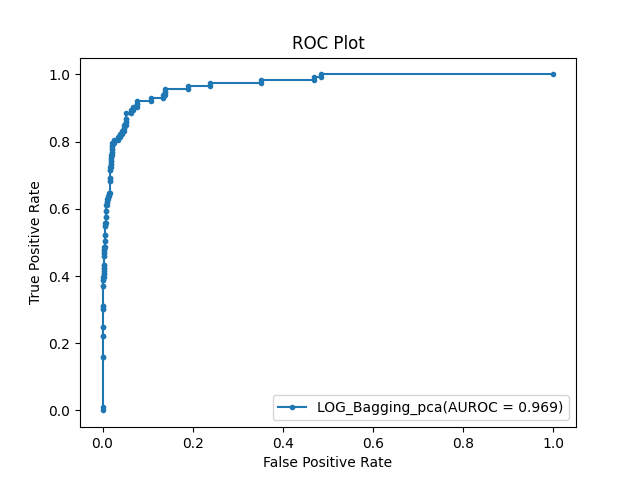 ROC Plot
True Positive Rate
1.0
0.8
0.6
0.4
0.2
0.0
LOG_Bagging_pca(AUROC = 0.969)
0.0 0.2 0.4 0.6 0.8 1.0
False Positive Rate